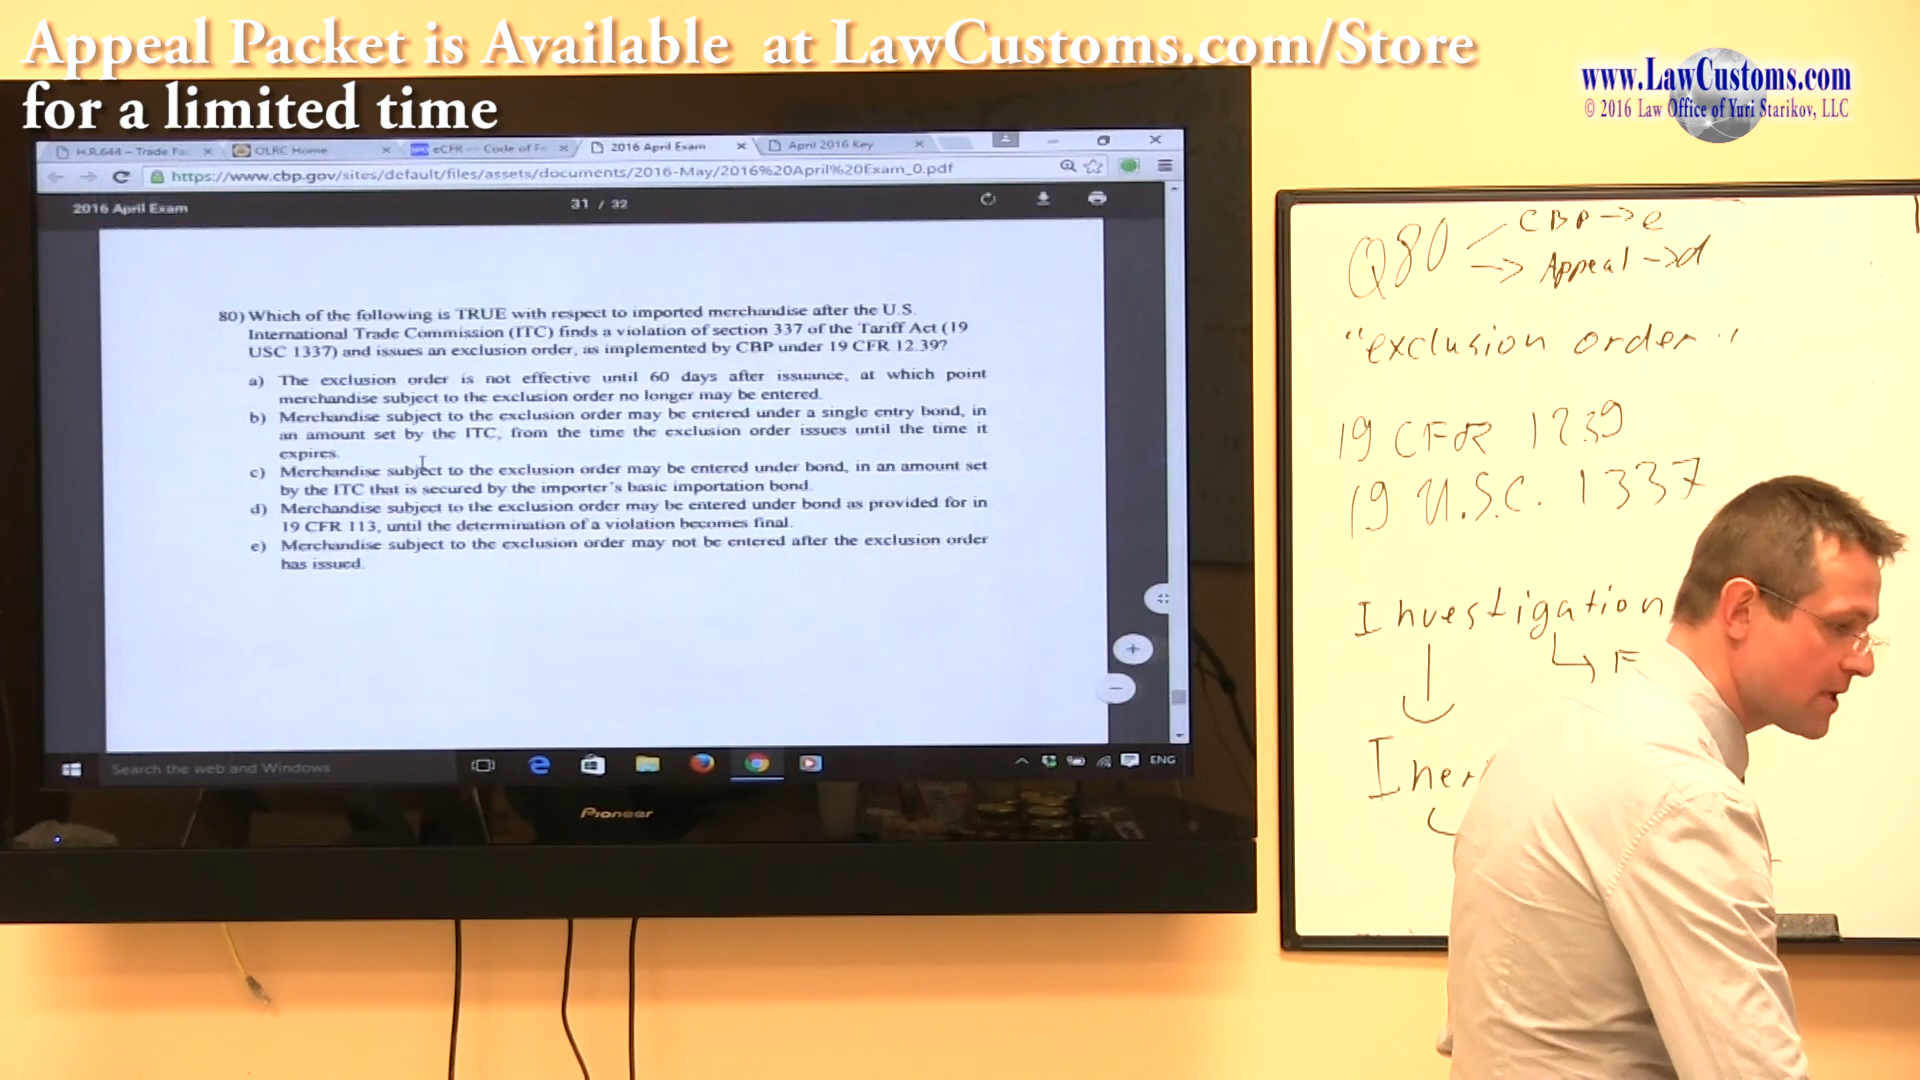 Appeal Packet is Available at LawCustoms.com/Store
for a limited time
www.LawCustoms.com
© 2016 Law Office of Yuri Starikov, LLC
H.R.644 – Trade Fa
OLRC Home
eCFR — Code of Fe
2016 April Exam
April 2016 Key
https://www.cbp.gov/sites/default/files/assets/documents/2016-May/2016%20April%20Exam_0.pdf
2016 April Exam
31 / 32
80) Which of the following is TRUE with respect to imported merchandise after the U.S.
International Trade Commission (ITC) finds a violation of section 337 of the Tariff Act (19
USC 1337) and issues an exclusion order, as implemented by CBP under 19 CFR 12.39?
a) The exclusion order is not effective until 60 days after issuance, at which point
merchandise subject to the exclusion order no longer may be entered.
b) Merchandise subject to the exclusion order may be entered under a single entry bond, in
an amount set by the ITC, from the time the exclusion order issues until the time it
expires.
c) Merchandise subject to the exclusion order may be entered under bond, in an amount set
by the ITC that is secured by the importer's basic importation bond.
d) Merchandise subject to the exclusion order may be entered under bond as provided for in
19 CFR 113, until the determination of a violation becomes final.
e) Merchandise subject to the exclusion order may not be entered after the exclusion order
has issued.
Search the web and Windows
ENG
Pioneer
Q80
CBP → e
→ Appeal → d
"exclusion order"
19 CFR 12.39
19 U.S.C. 1337
Investigation
F